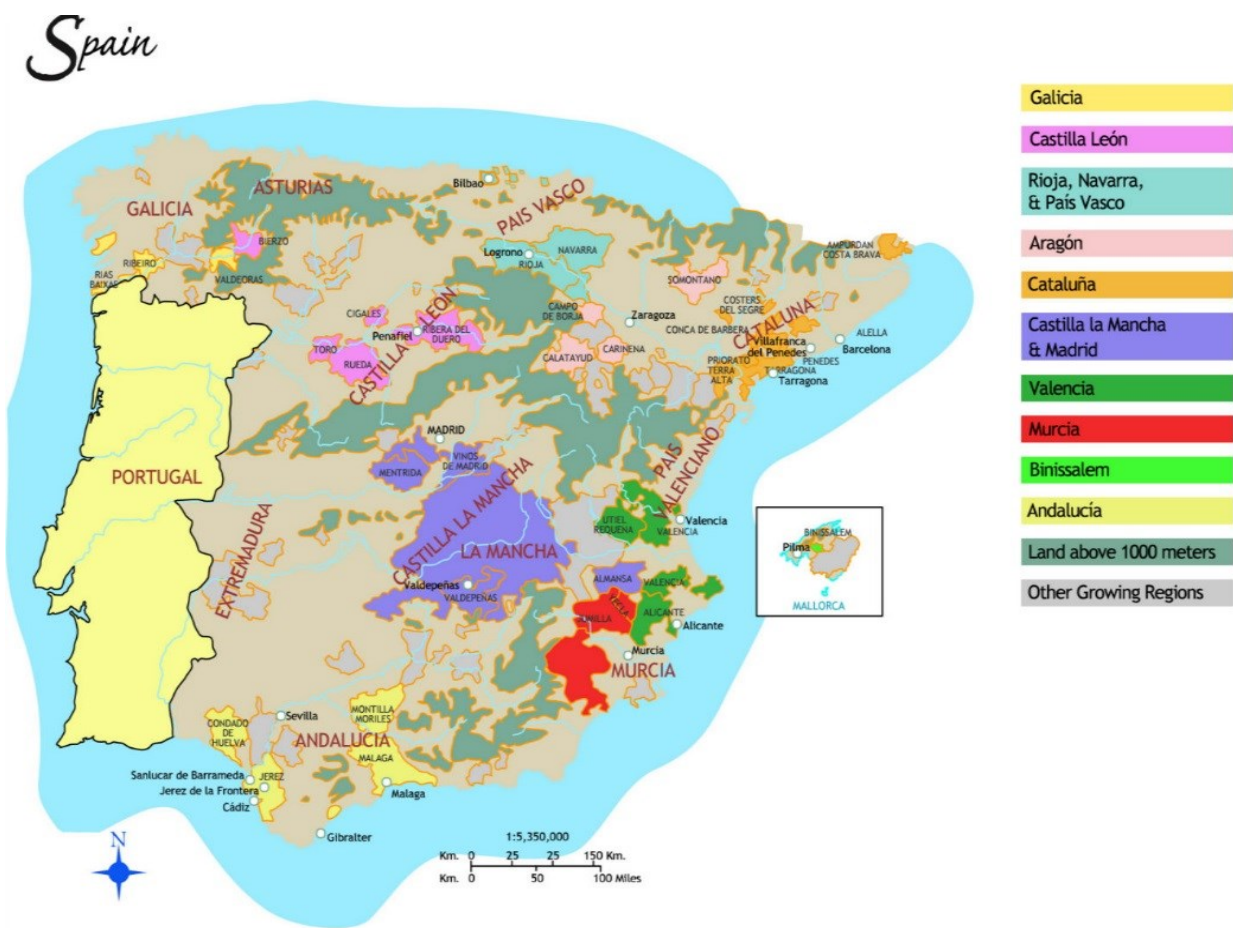 Spain
Galicia
Castilla León
Rioja, Navarra,
& País Vasco
Aragón
Cataluña
Castilla la Mancha
& Madrid
Valencia
Murcia
Binissalem
Andalucía
Land above 1000 meters
Other Growing Regions
ASTURIAS
GALICIA
Bilbao
PAIS VASCO
BIERZO
RIBEIRO
RIAS
BAIXAS
VALDEORAS
Logrono
RIOJA
NAVARRA
AMPURDAN
COSTA BRAVA
SOMONTANO
COSTERS
DEL SEGRE
CIGALES
CAMPO
DE BORJA
Zaragoza
CONCA DE BARBERA
CATALUNA
Penafiel
RIBERA DEL
DUERO
CASTILLA LEON
TORO
RUEDA
CALATAYUD
CARINENA
Villafranca
del Penedes
PENEDES
ALELLA
Barcelona
PRIORATO
TERRA
ALTA
TARRAGONA
Tarragona
MADRID
MENTRIDA
VINOS
DE MADRID
PORTUGAL
PAIS
VALENCIANO
CASTILLA LA MANCHA
LA MANCHA
UTIEL
REQUENA
VALENCIA
Valencia
EXTREMADURA
Valdepeñas
VALDEPEÑAS
ALMANSA
VALENCIA
YECLA
JUMILLA
ALICANTE
Alicante
Murcia
MURCIA
BINISSALEM
Pilma
MALLORCA
CONDADO
DE
HUELVA
Sevilla
MONTILLA
MORILES
ANDALUCIA
MALAGA
Sanlucar de Barrameda
JEREZ
Jerez de la Frontera
Cádiz
Malaga
Gibralter
N
1:5,350,000
Km. 0 25 25 150 Km.
Km. 0 50 100 Miles